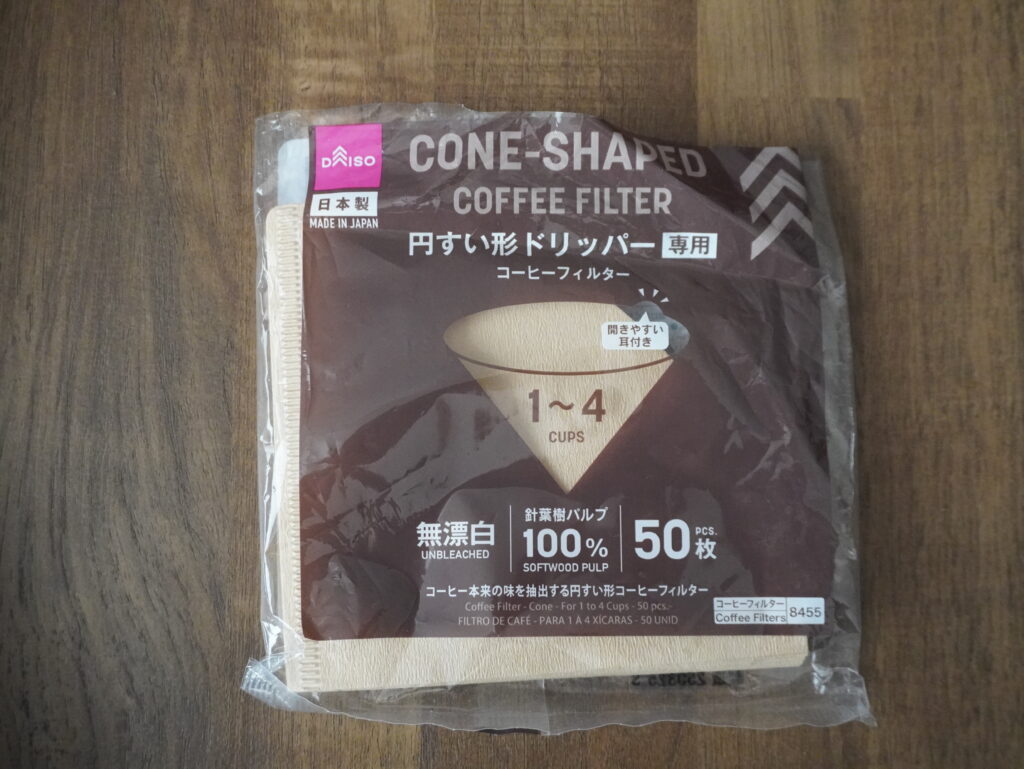 DAISO
日本製
MADE IN JAPAN
CONE-SHAPED
COFFEE FILTER
円すい形ドリッパー 専用
コーヒーフィルター
開きやすい
耳付き
1～4
CUPS
無漂白
UNBLEACHED
針葉樹パルプ
100%
SOFTWOOD PULP
50 PCS. 枚
コーヒー本来の味を抽出する円すい形コーヒーフィルター
Coffee Filter - Cone - For 1 to 4 Cups - 50 pcs.-
FILTRO DE CAFÉ - PARA 1 À 4 XÍCARAS - 50 UNID
コーヒーフィルター
Coffee Filters
8455